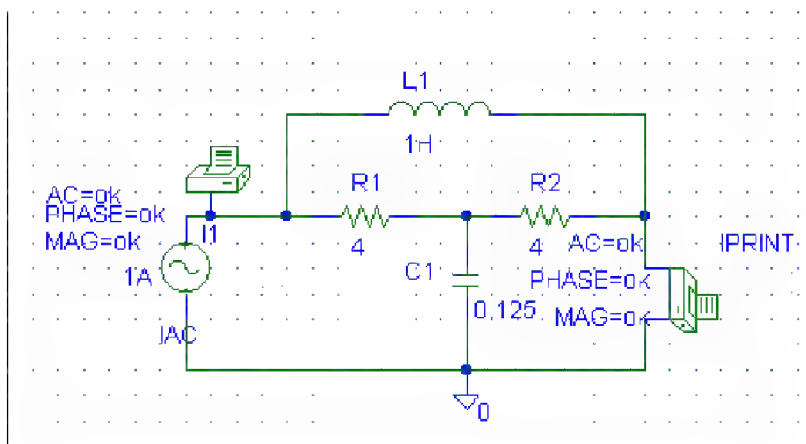 L1
1H
R1
R2
AC=ok
PHASE=ok
MAG=ok
I1
4
4
AC=ok
IPRINT
1A
C1
PHASE=ok
0.125
MAG=ok
IAC
0